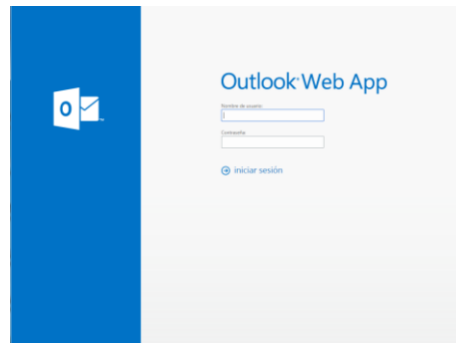 O
Outlook Web App
Nombre de usuario:
Contraseña:
iniciar sesión